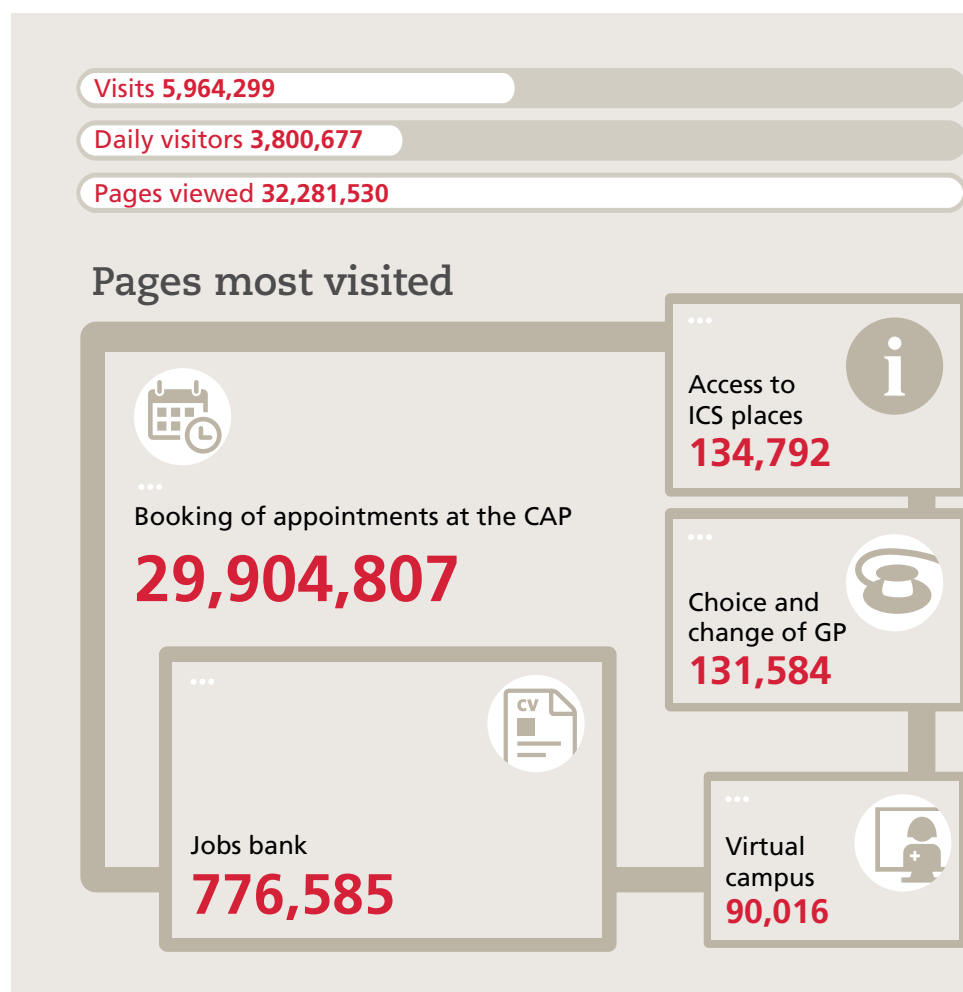 Visits 5,964,299
Daily visitors 3,800,677
Pages viewed 32,281,530
Pages most visited
Booking of appointments at the CAP
29,904,807
CV
Jobs bank
776,585
i
Access to
ICS places
134,792
Choice and
change of GP
131,584
Virtual
campus
90,016